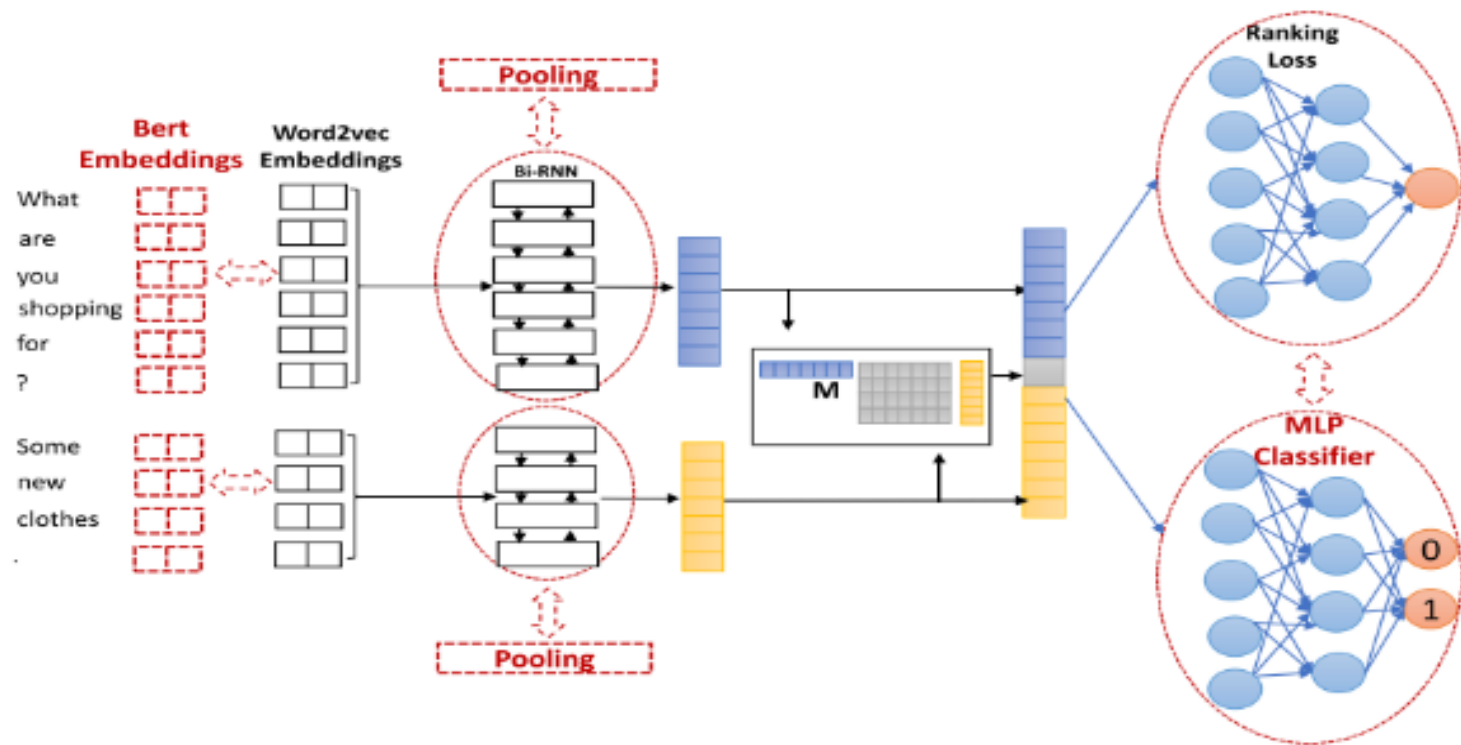 Pooling
Bert
Embeddings
Word2vec
Embeddings
Bi-RNN
What
are
you
shopping
for
?
Some
new
clothes
.
Pooling
M
Ranking
Loss
MLP
Classifier
0
1